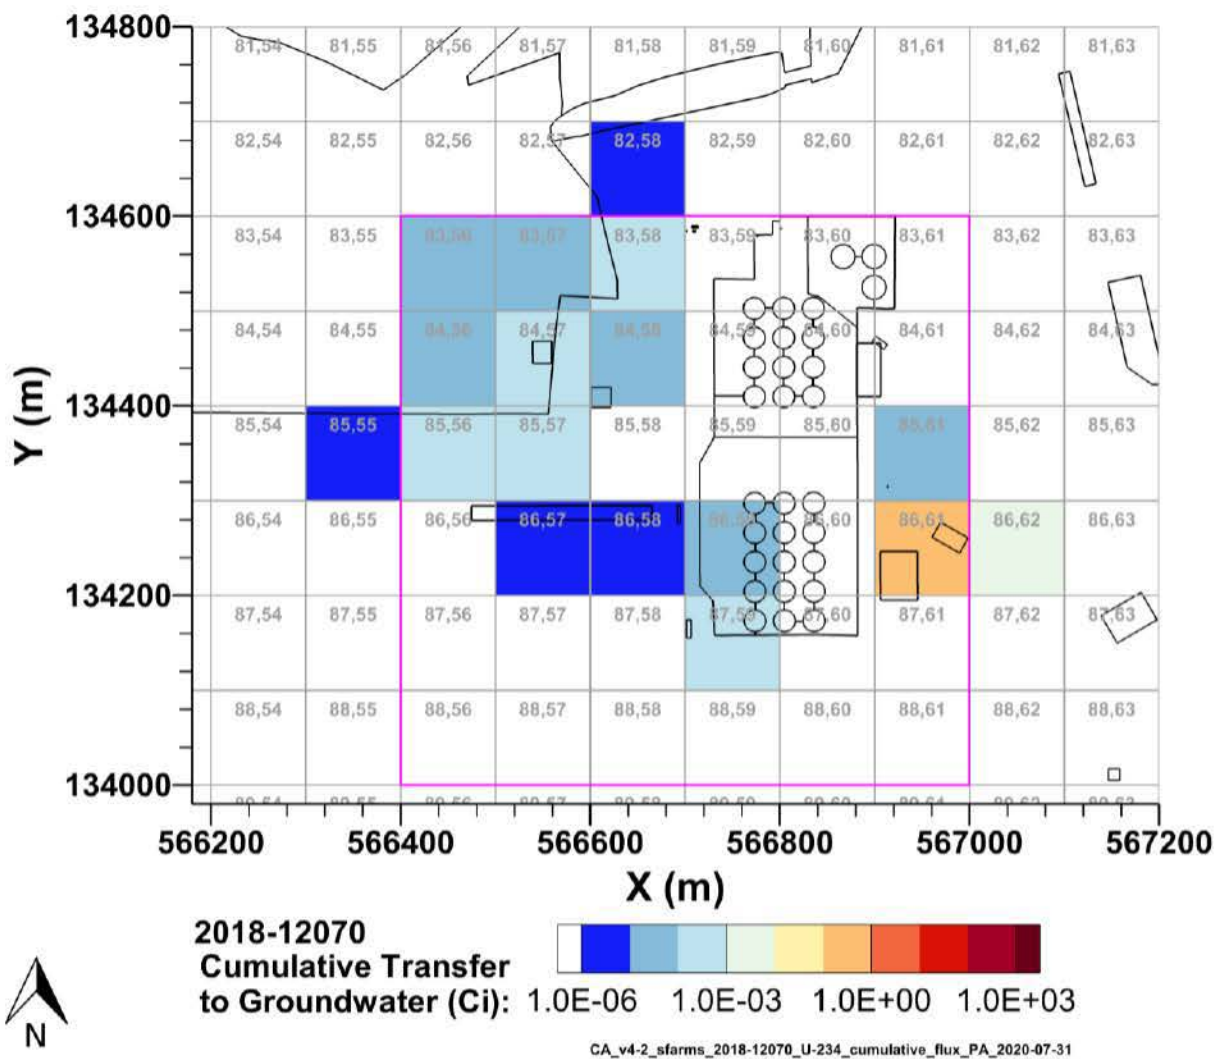 134800
81,54 81,55 81,56 81,57 81,58 81,59 81,60 81,61 81,62 81,63
82,54 82,55 82,56 82,57 82,58 82,59 82,60 82,61 82,62 82,63
134600
83,54 83,55 83,56 83,57 83,58 83,59 83,60 83,61 83,62 83,63
84,54 84,55 84,56 84,57 84,58 84,59 84,60 84,61 84,62 84,63
134400
85,54 85,55 85,56 85,57 85,58 85,59 85,60 85,61 85,62 85,63
Y (m)
86,54 86,55 86,56 86,57 86,58 86,59 86,60 86,61 86,62 86,63
134200
87,54 87,55 87,56 87,57 87,58 87,59 87,60 87,61 87,62 87,63
88,54 88,55 88,56 88,57 88,58 88,59 88,60 88,61 88,62 88,63
134000
566200 566400 566600 566800 567000 567200
X (m)
2018-12070
Cumulative Transfer
to Groundwater (Ci): 1.0E-06 1.0E-03 1.0E+00 1.0E+03
N
CA_v4-2_sfarms_2018-12070_U-234_cumulative_flux_PA_2020-07-31